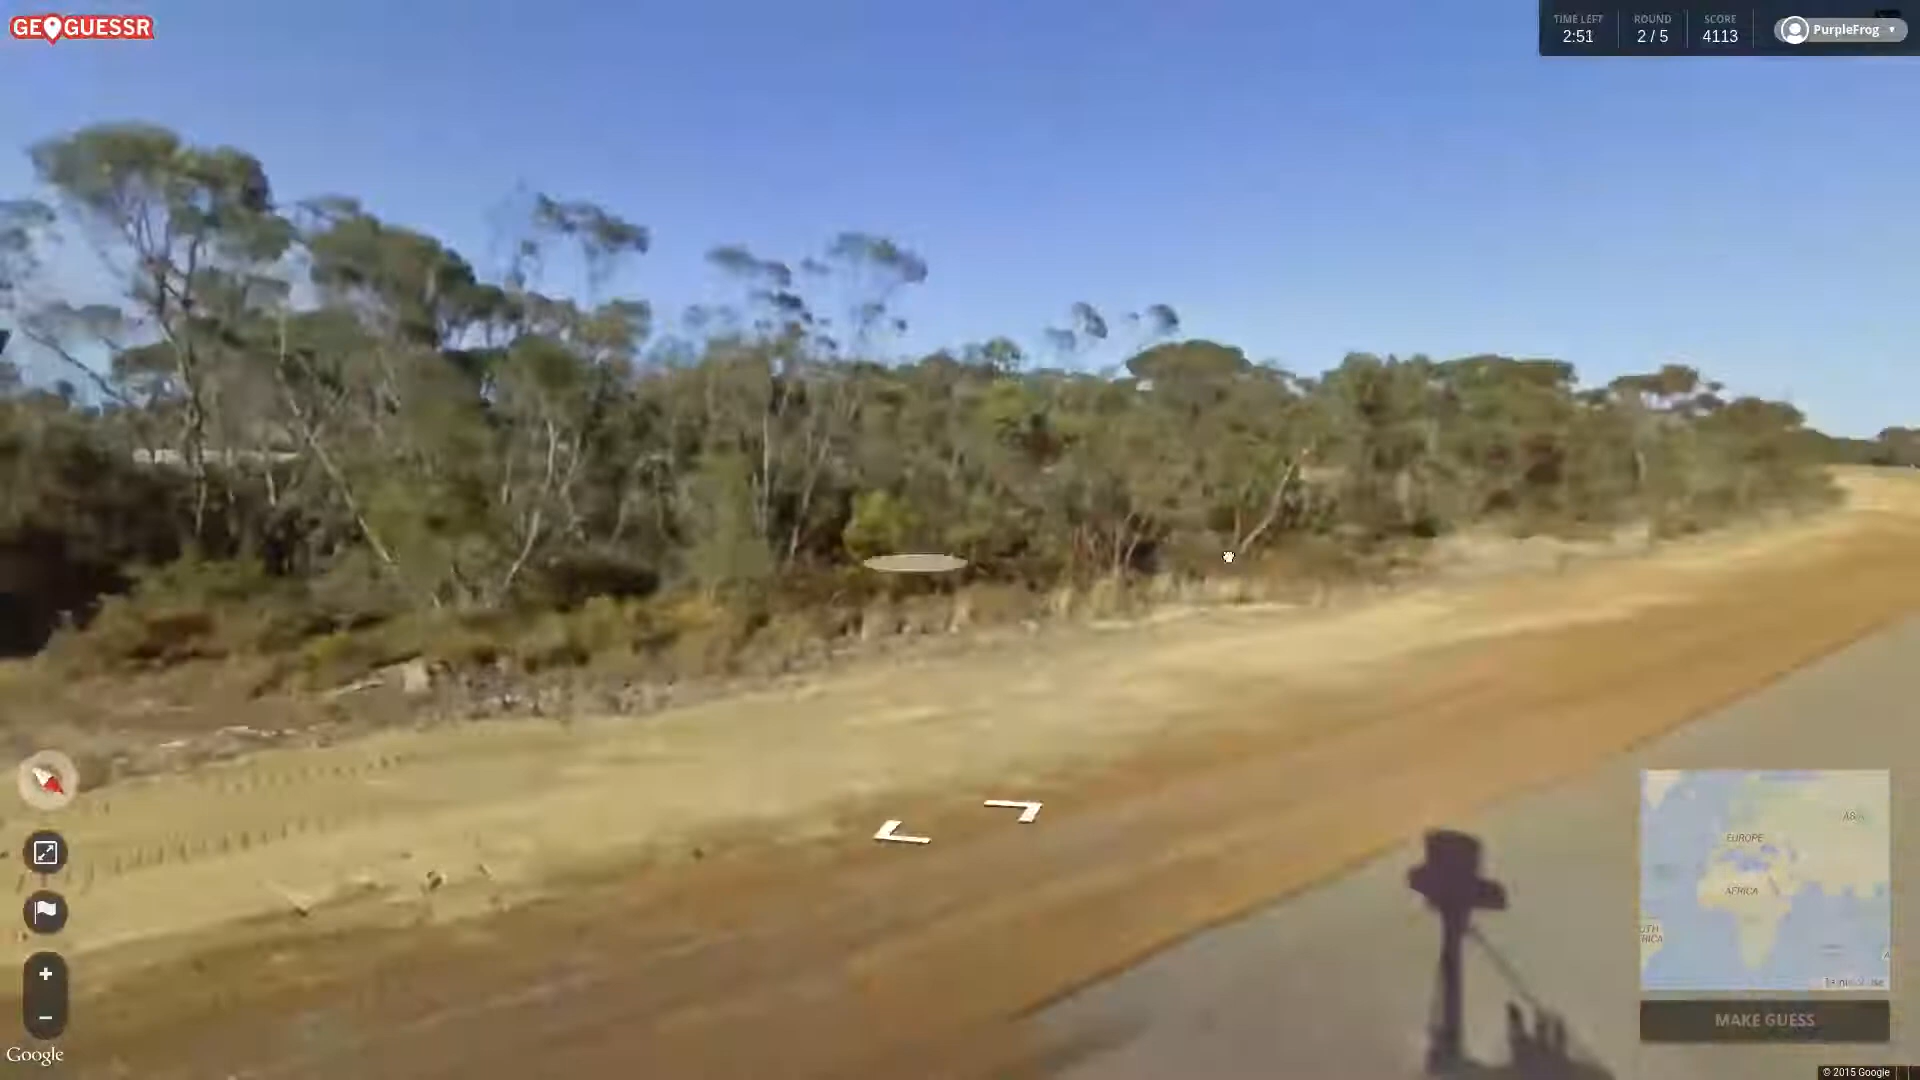 GEOGUESSR
TIME LEFT
2:51
ROUND
2 / 5
SCORE
4113
PurpleFrog
EUROPE
AFRICA
MAKE GUESS
Google
© 2015 Google